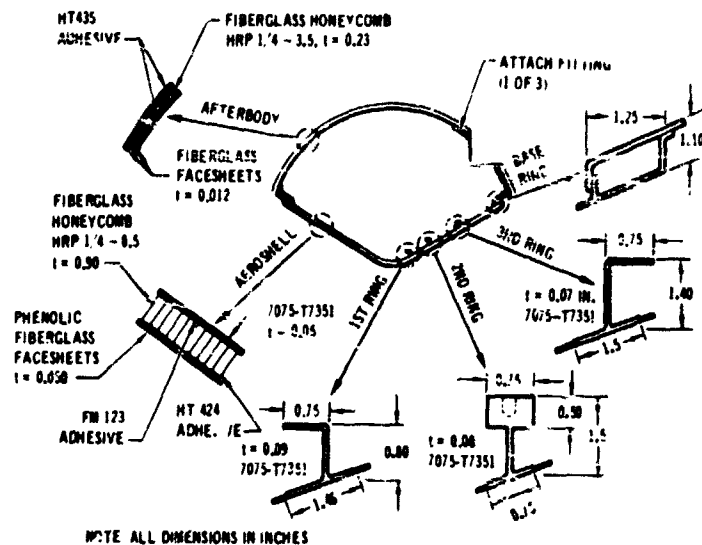 HT435
ADHESIVE
FIBERGLASS HONEYCOMB
HRP 1/4 - 3.5, t = 0.23
ATTACH FITTING
(1 OF 3)
AFTERBODY
FIBERGLASS
FACESHEETS
t = 0.012
BASE
RING
1.25
1.10
FIBERGLASS
HONEYCOMB
HRP 1/4 - 0.5
t = 0.90
AEROSHELL
3RD RING
0.75
PHENOLIC
FIBERGLASS
FACESHEETS
7075-T7351
t = 0.05
1ST RING
2ND RING
t = 0.07 IN.
7075-T7351
1.40
1.5
FM 123
ADHESIVE
HT 424
0.75
t = 0.09
7075-T7351
0.80
0.75
t = 0.08
7075-T7351
0.50
NOTE ALL DIMENSIONS IN INCHES